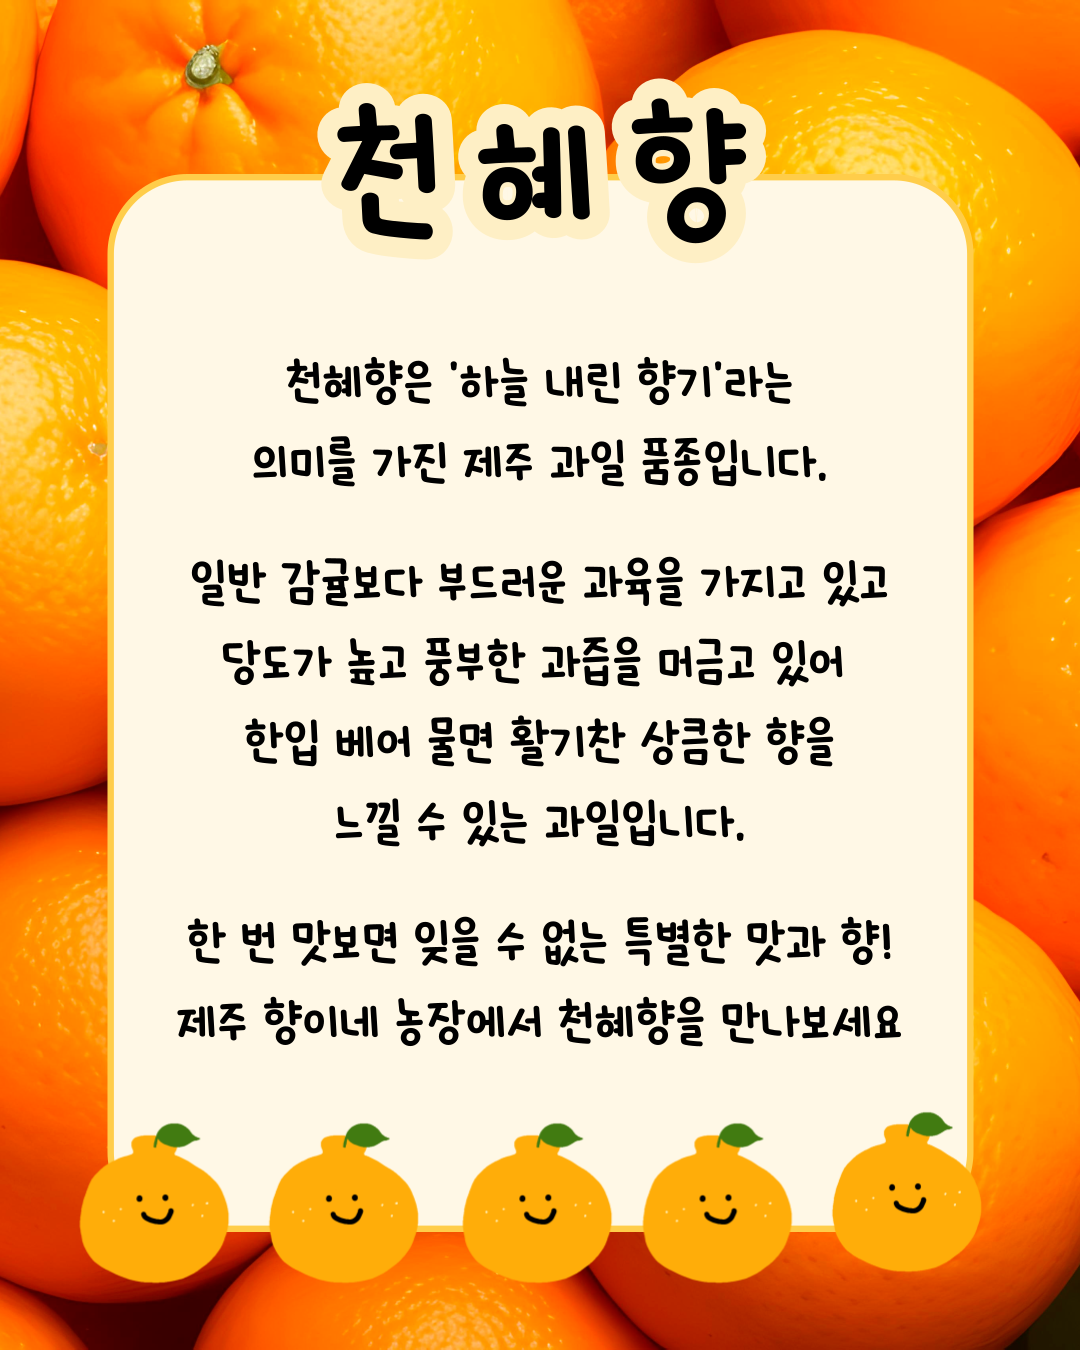 천혜향
천혜향은 '하늘 내린 향기'라는
의미를 가진 제주 과일 품종입니다.
일반 감귤보다 부드러운 과육을 가지고 있고
당도가 높고 풍부한 과즙을 머금고 있어
한입 베어 물면 활기찬 상큼한 향을
느낄 수 있는 과일입니다.
한 번 맛보면 잊을 수 없는 특별한 맛과 향!
제주 향이네 농장에서 천혜향을 만나보세요